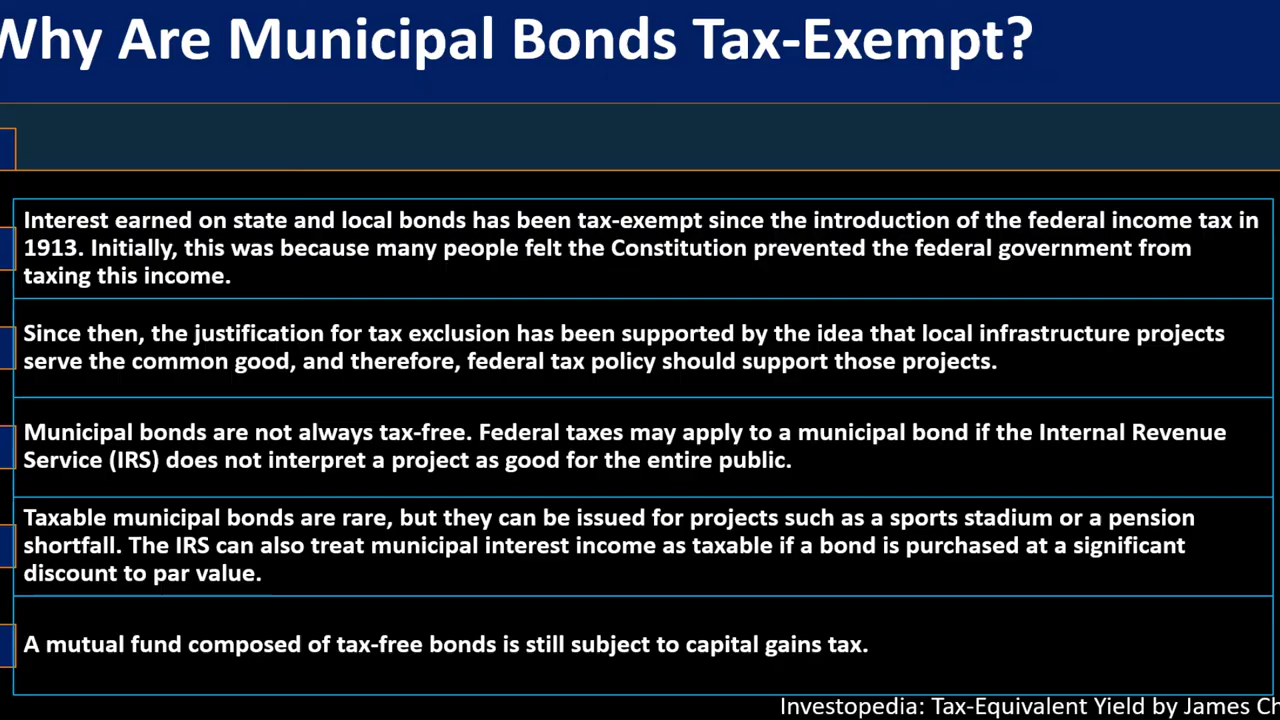 Why Are Municipal Bonds Tax-Exempt?
Interest earned on state and local bonds has been tax-exempt since the introduction of the federal income tax in
1913. Initially, this was because many people felt the Constitution prevented the federal government from
taxing this income.
Since then, the justification for tax exclusion has been supported by the idea that local infrastructure projects
serve the common good, and therefore, federal tax policy should support those projects.
Municipal bonds are not always tax-free. Federal taxes may apply to a municipal bond if the Internal Revenue
Service (IRS) does not interpret a project as good for the entire public.
Taxable municipal bonds are rare, but they can be issued for projects such as a sports stadium or a pension
shortfall. The IRS can also treat municipal interest income as taxable if a bond is purchased at a significant
discount to par value.
A mutual fund composed of tax-free bonds is still subject to capital gains tax.
Investopedia: Tax-Equivalent Yield by James